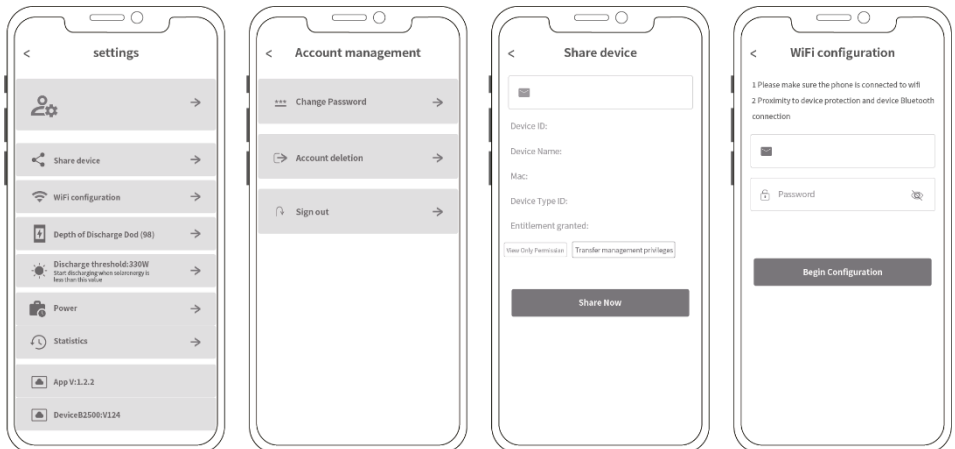 < settings
Share device
WiFi configuration
Depth of Discharge Dod (98)
Discharge threshold:330W
Start discharging when solarenergy is
less than this value
Power
Statistics
App V:1.2.2
DeviceB2500:V124
< Account management
*** Change Password
Account deletion
Sign out
< Share device
Device ID:
Device Name:
Mac:
Device Type ID:
Entitlement granted:
View Only Permission Transfer management privileges
Share Now
< WiFi configuration
1 Please make sure the phone is connected to wifi
2 Proximity to device protection and device Bluetooth
connection
Password
Begin Configuration